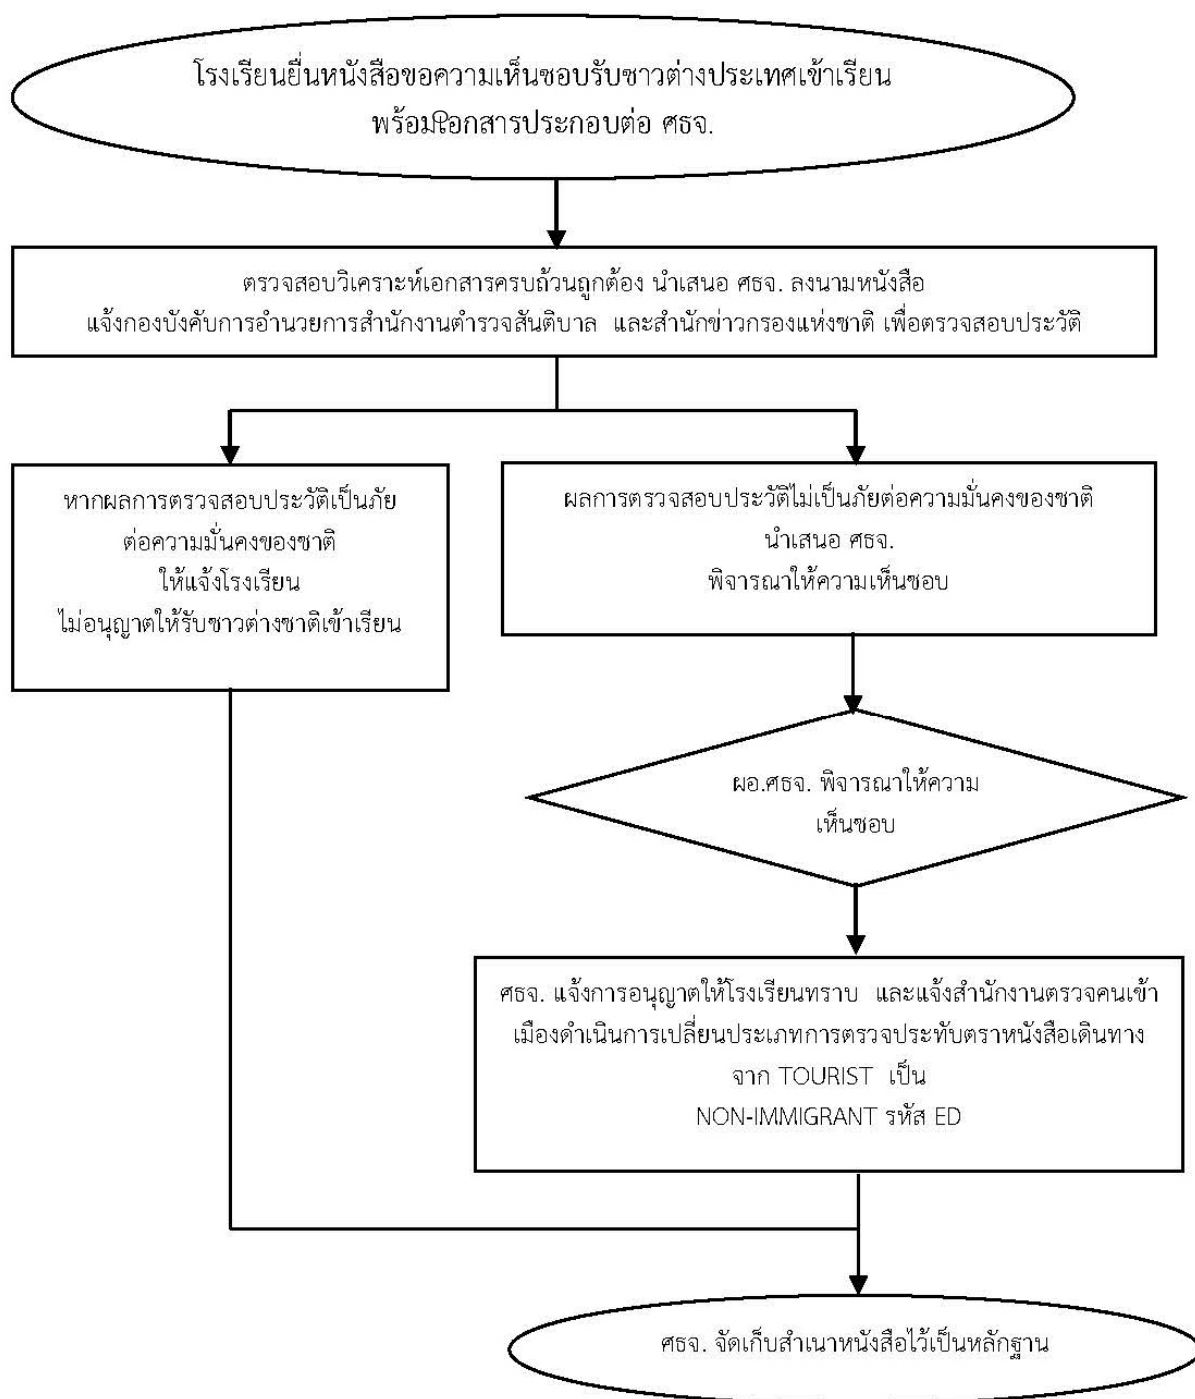 โรงเรียนยื่นหนังสือขอความเห็นชอบรับชาวต่างประเทศเข้าเรียน
พร้อมเอกสารประกอบต่อ ศธจ.
ตรวจสอบวิเคราะห์เอกสารครบถ้วนถูกต้อง นำเสนอ ศธจ. ลงนามหนังสือ
แจ้งกองบังคับการอำนวยการสำนักงานตำรวจสันติบาล และสำนักข่าวกรองแห่งชาติ เพื่อตรวจสอบประวัติ
หากผลการตรวจสอบประวัติเป็นภัย
ต่อความมั่นคงของชาติ
ให้แจ้งโรงเรียน
ไม่อนุญาตให้รับชาวต่างชาติเข้าเรียน
ผลการตรวจสอบประวัติไม่เป็นภัยต่อความมั่นคงของชาติ
นำเสนอ ศธจ.
พิจารณาให้ความเห็นชอบ
ผอ.ศธจ. พิจารณาให้ความ
เห็นชอบ
ศธจ. แจ้งการอนุญาตให้โรงเรียนทราบ และแจ้งสำนักงานตรวจคนเข้า
เมืองดำเนินการเปลี่ยนประเภทการตรวจประทับตราหนังสือเดินทาง
จาก TOURIST เป็น
NON-IMMIGRANT รหัส ED
ศธจ. จัดเก็บสำเนาหนังสือไว้เป็นหลักฐาน